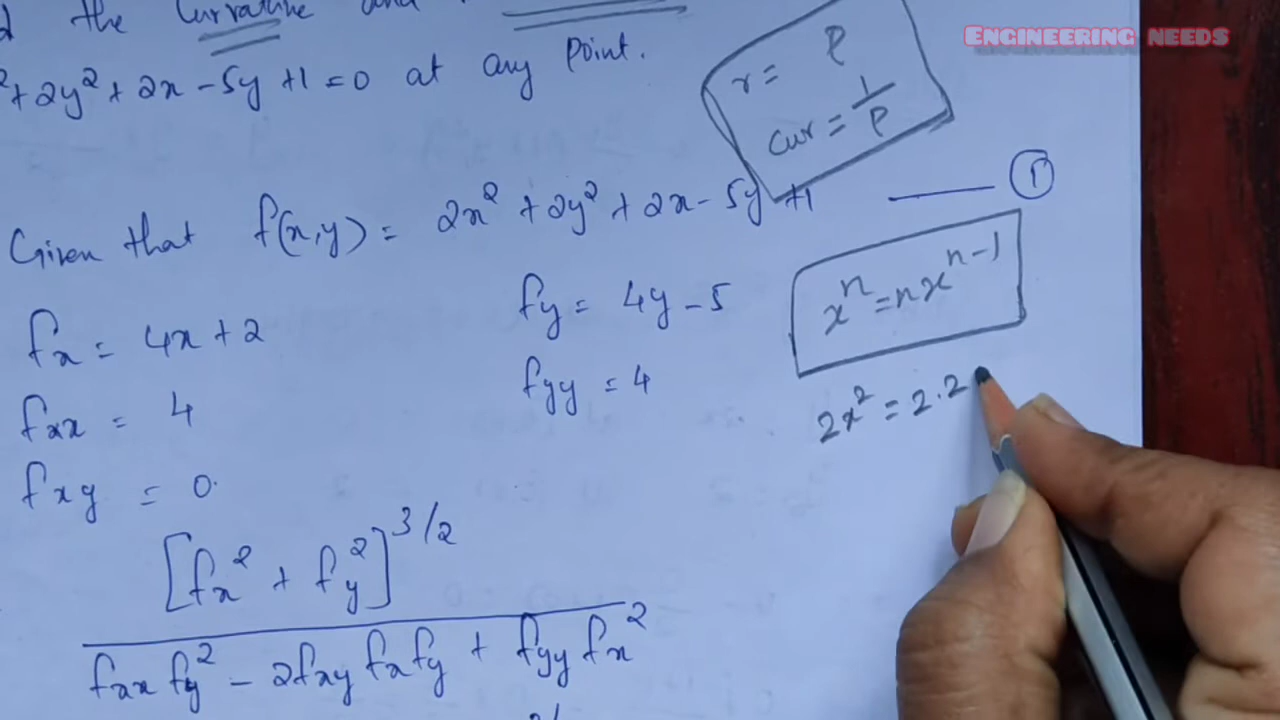 the Curvature and
²+2y²+2x-5y+1=0 at any point.
r = ρ
cur = 1/ρ
ENGINEERING NEEDS
Given that f(x,y) = 2x²+2y²+2x-5y+1 —— ①
fx = 4x+2
fy = 4y-5
xⁿ = nxⁿ⁻¹
fxx = 4
fyy = 4
2x² = 2.2
fxy = 0.
[fx² + fy²]^3/2
fxx fy² - 2fxy fx fy + fyy fx²